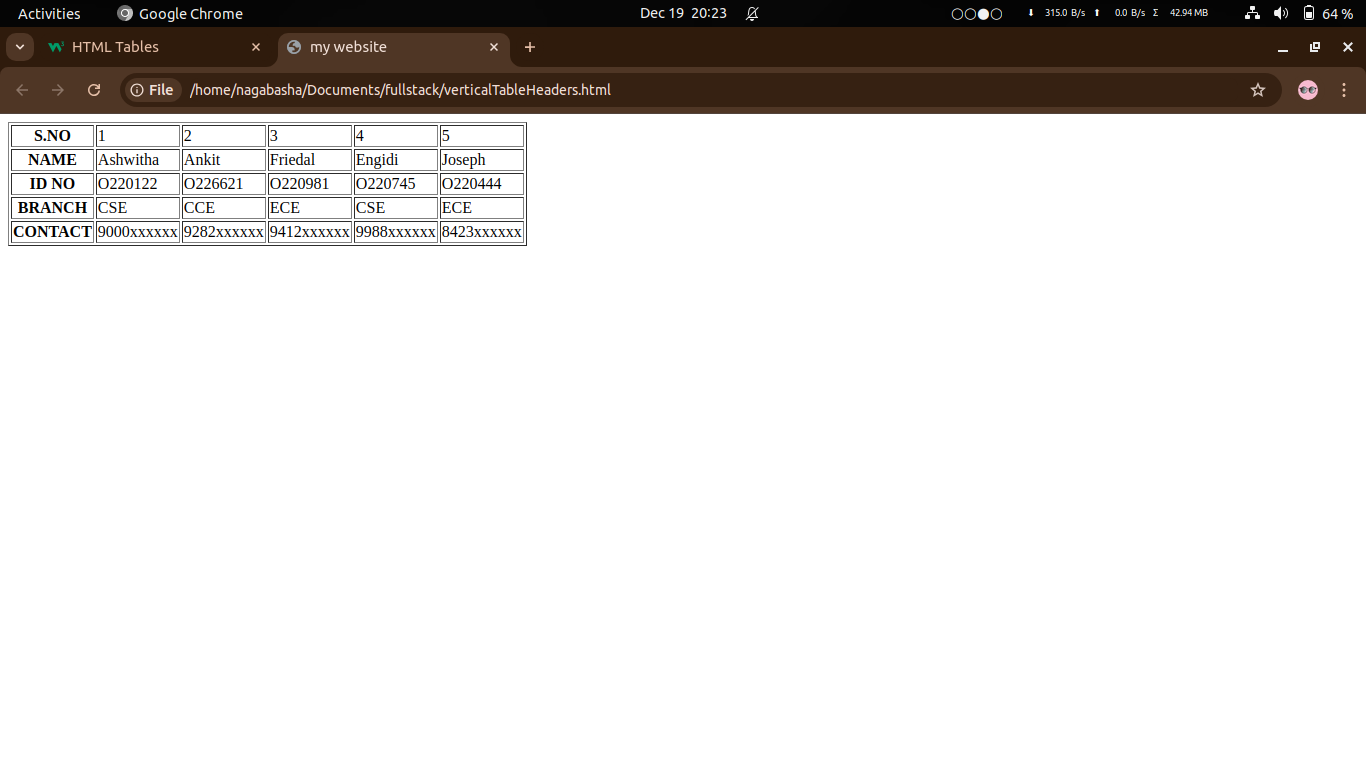 Activities Google Chrome Dec 19 20:23 315.0 B/s 0.0 B/s Σ 42.94 MB 64 %
HTML Tables my website
File /home/nagabasha/Documents/fullstack/verticalTableHeaders.html
S.NO 1 2 3 4 5
NAME Ashwitha Ankit Friedal Engidi Joseph
ID NO O220122 O226621 O220981 O220745 O220444
BRANCH CSE CCE ECE CSE ECE
CONTACT 9000xxxxxx 9282xxxxxx 9412xxxxxx 9988xxxxxx 8423xxxxxx